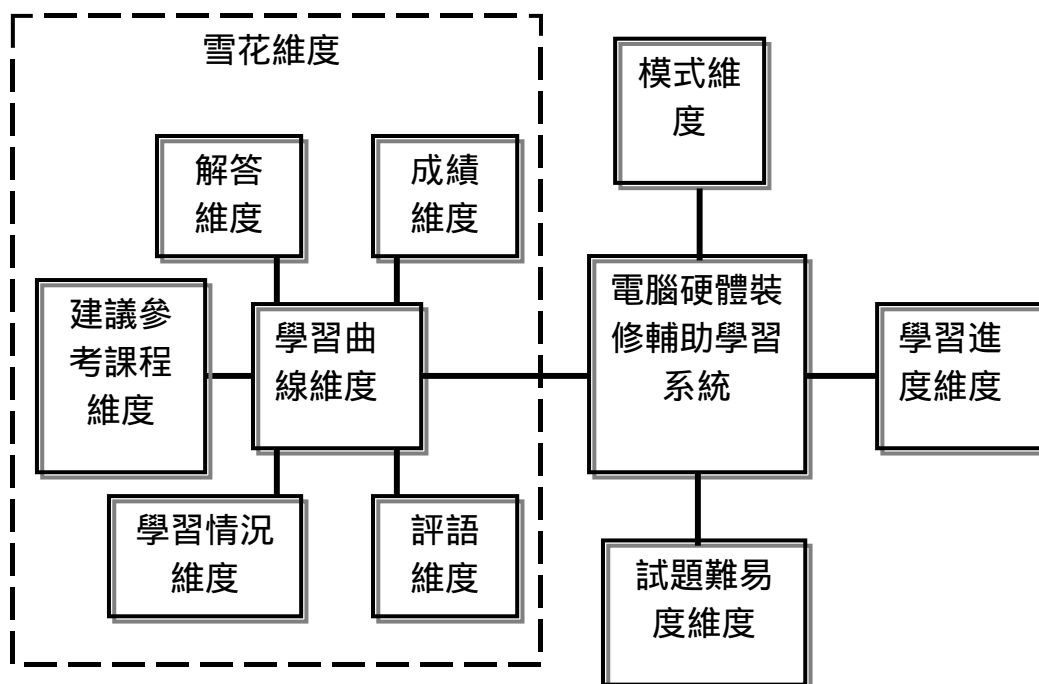 雪花維度
模式維
度
解答
維度
成績
維度
建議參
考課程
維度
學習曲
線維度
電腦硬體裝
修輔助學習
系統
學習進
度維度
學習情況
維度
評語
維度
試題難易
度維度